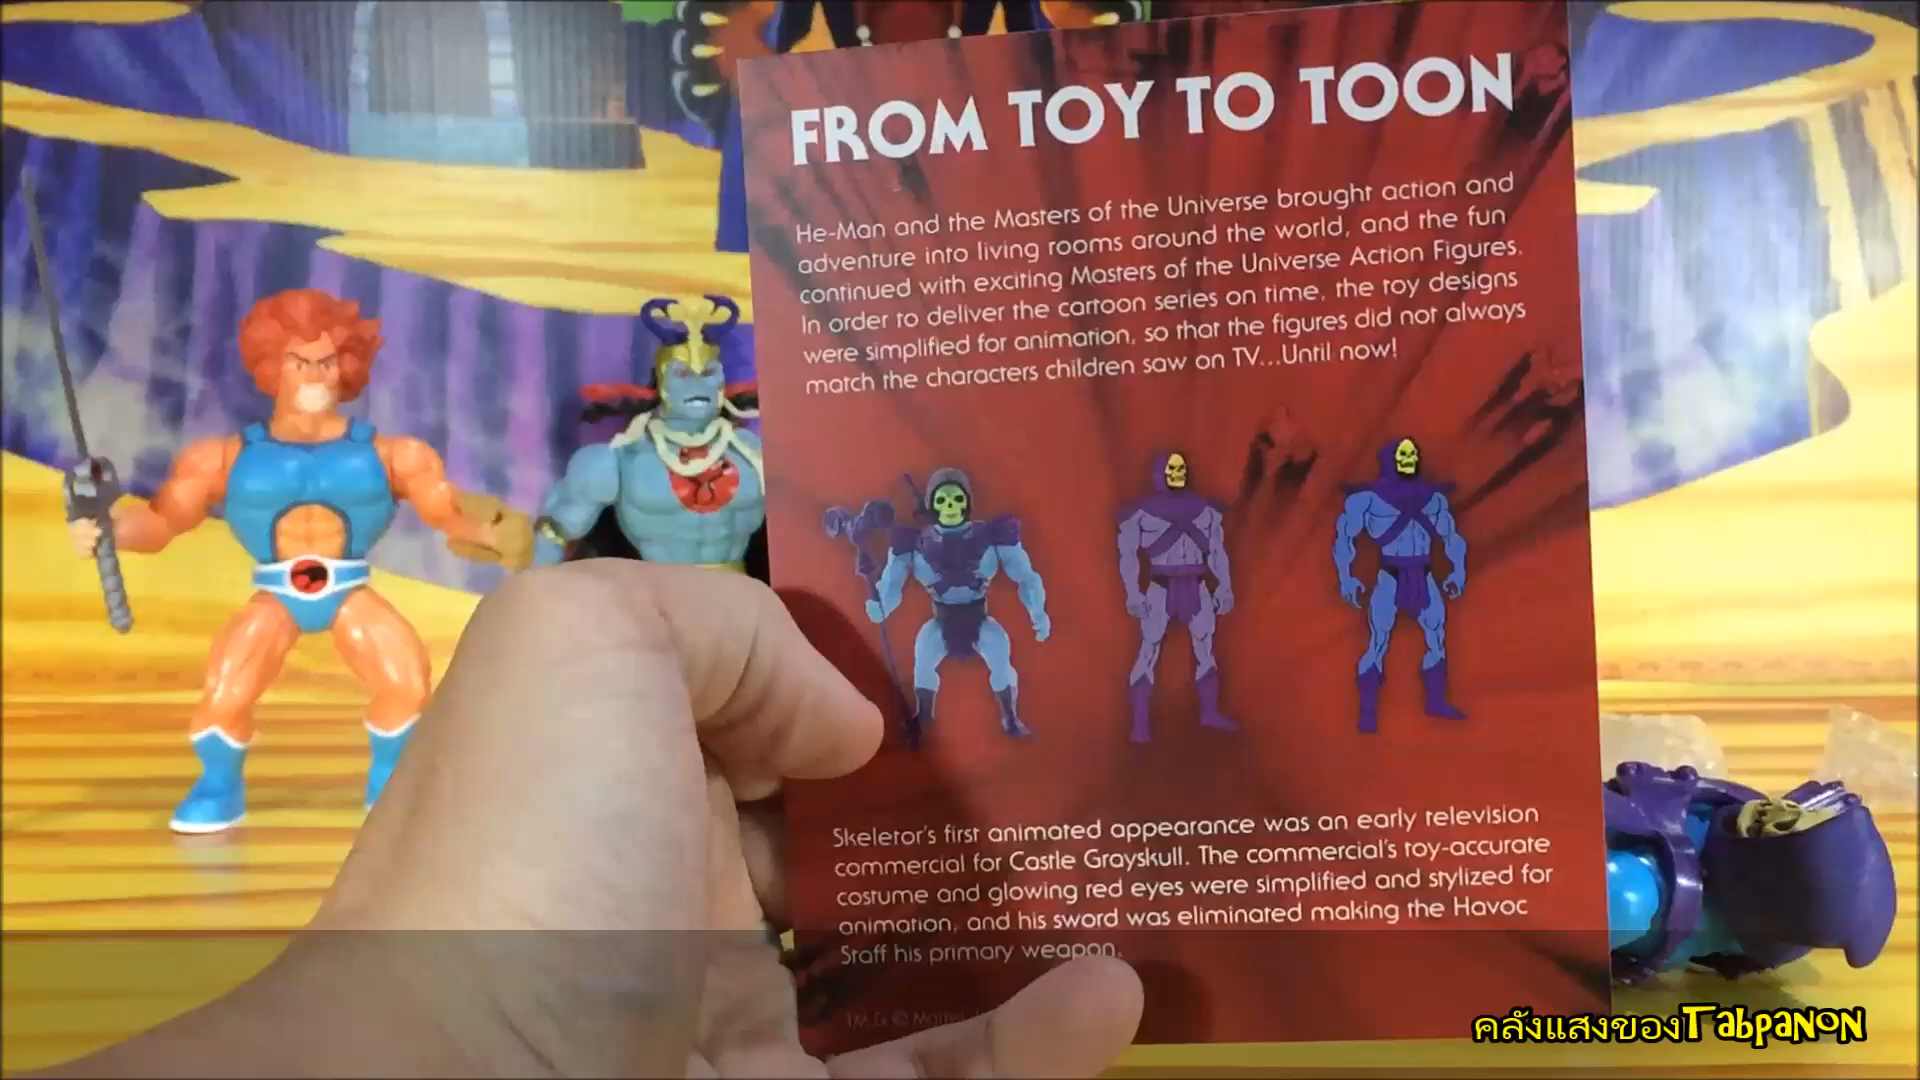 FROM TOY TO TOON
He-Man and the Masters of the Universe brought action and
adventure into living rooms around the world, and the fun
continued with exciting Masters of the Universe Action Figures.
In order to deliver the cartoon series on time, the toy designs
were simplified for animation, so that the figures did not always
match the characters children saw on TV...Until now!
Skeletor's first animated appearance was an early television
commercial for Castle Grayskull. The commercial's toy-accurate
costume and glowing red eyes were simplified and stylized for
animation, and his sword was eliminated making the Havoc
Staff his primary weapon.
© Mattel
คลังแสงของTabpanon